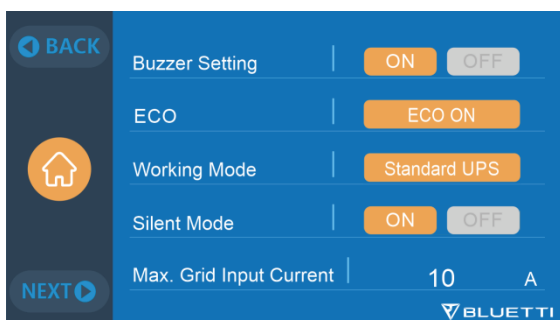 BACK
Buzzer Setting ON OFF
ECO ECO ON
Working Mode Standard UPS
Silent Mode ON OFF
Max. Grid Input Current 10 A
NEXT
BLUETTI